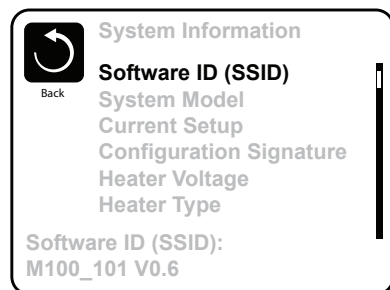 System Information
Back
Software ID (SSID)
System Model
Current Setup
Configuration Signature
Heater Voltage
Heater Type
Software ID (SSID):
M100_101 V0.6